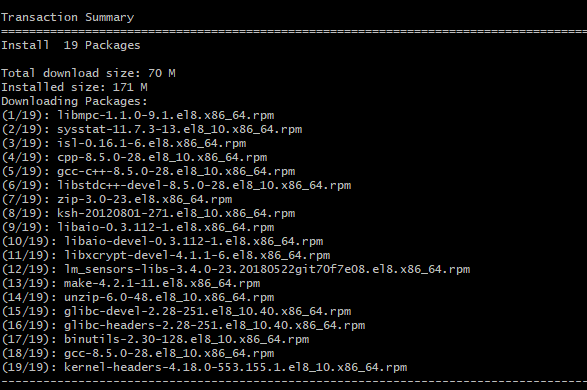 Transaction Summary
================================================================================
Install  19 Packages
Total download size: 70 M
Installed size: 171 M
Downloading Packages:
(1/19): libmpc-1.1.0-9.1.el8.x86_64.rpm
(2/19): sysstat-11.7.3-13.el8_10.x86_64.rpm
(3/19): isl-0.16.1-6.el8.x86_64.rpm
(4/19): cpp-8.5.0-28.el8_10.x86_64.rpm
(5/19): gcc-c++-8.5.0-28.el8_10.x86_64.rpm
(6/19): libstdc++-devel-8.5.0-28.el8_10.x86_64.rpm
(7/19): zip-3.0-23.el8.x86_64.rpm
(8/19): ksh-20120801-271.el8_10.x86_64.rpm
(9/19): libaio-0.3.112-1.el8.x86_64.rpm
(10/19): libaio-devel-0.3.112-1.el8.x86_64.rpm
(11/19): libxcrypt-devel-4.1.1-6.el8.x86_64.rpm
(12/19): lm_sensors-libs-3.4.0-23.20180522git70f7e08.el8.x86_64.rpm
(13/19): make-4.2.1-11.el8.x86_64.rpm
(14/19): unzip-6.0-48.el8_10.x86_64.rpm
(15/19): glibc-devel-2.28-251.el8_10.40.x86_64.rpm
(16/19): glibc-headers-2.28-251.el8_10.40.x86_64.rpm
(17/19): binutils-2.30-128.el8_10.x86_64.rpm
(18/19): gcc-8.5.0-28.el8_10.x86_64.rpm
(19/19): kernel-headers-4.18.0-553.155.1.el8_10.x86_64.rpm
--------------------------------------------------------------------------------